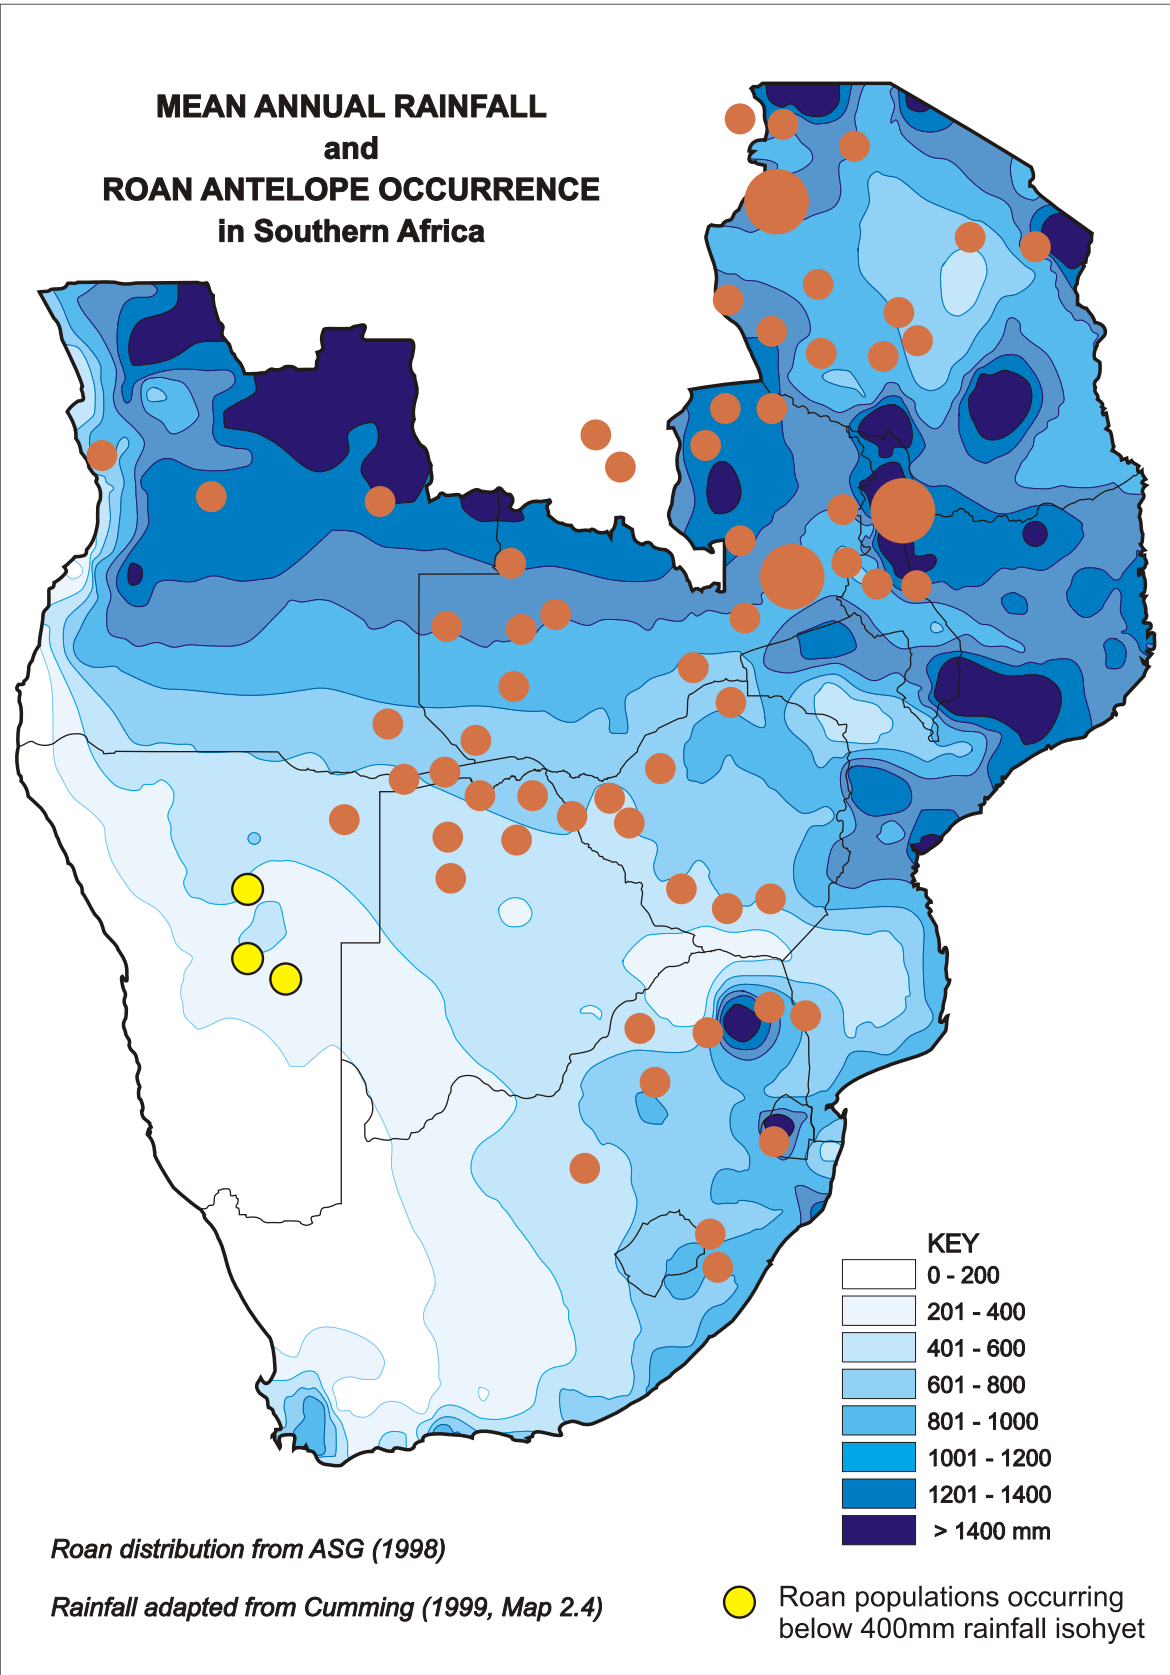 MEAN ANNUAL RAINFALL
and
ROAN ANTELOPE OCCURRENCE
in Southern Africa
KEY
0 - 200
201 - 400
401 - 600
601 - 800
801 - 1000
1001 - 1200
1201 - 1400
> 1400 mm
Roan distribution from ASG (1998)
Rainfall adapted from Cumming (1999, Map 2.4)
Roan populations occurring
below 400mm rainfall isohyet